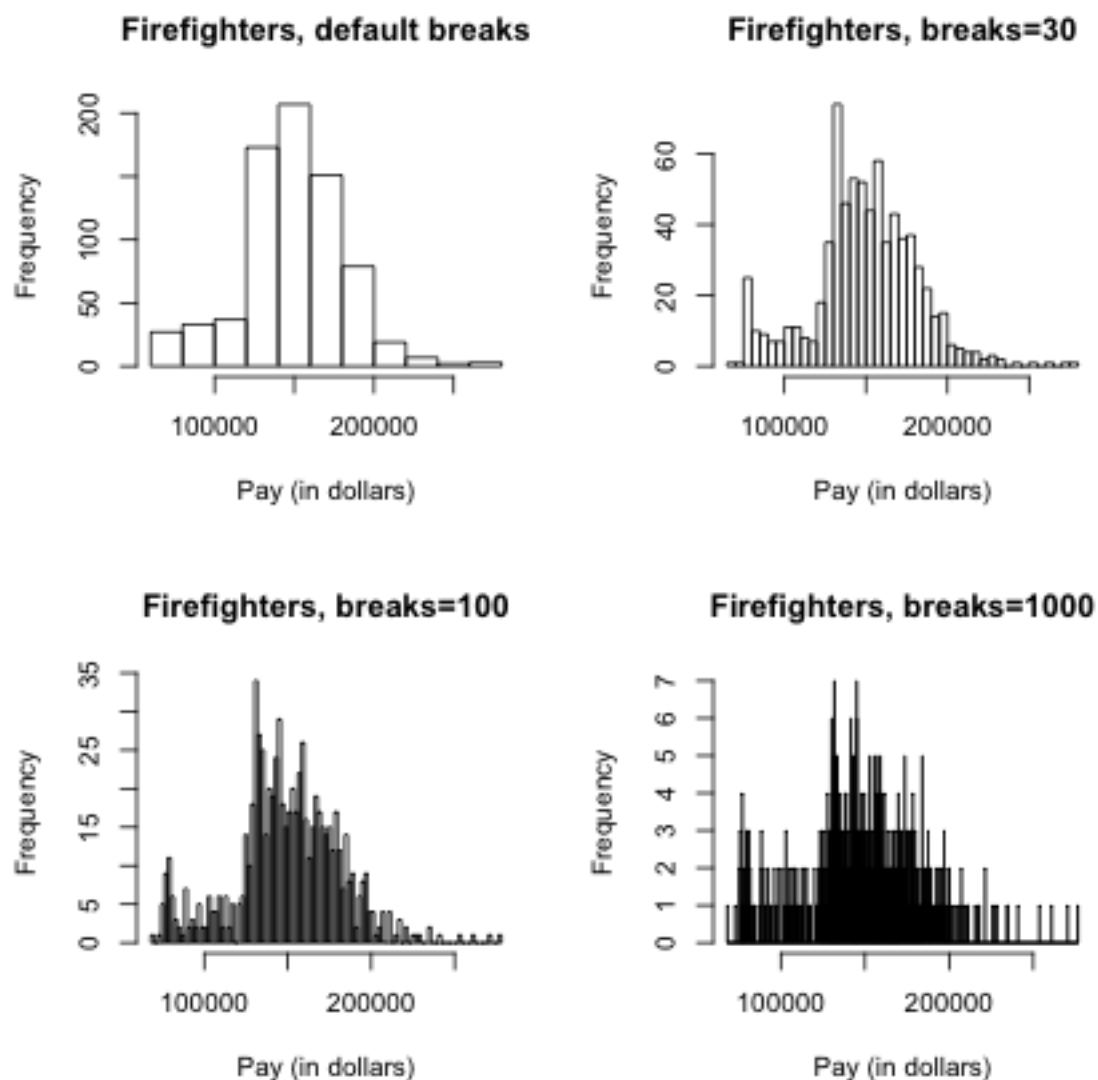 Firefighters, default breaks
Frequency
0
50
100
200
100000 200000
Pay (in dollars)
Firefighters, breaks=30
Frequency
0
20
40
60
100000 200000
Pay (in dollars)
Firefighters, breaks=100
Frequency
0
5
15
25
35
100000 200000
Pay (in dollars)
Firefighters, breaks=1000
Frequency
0
1
2
3
4
5
6
7
100000 200000
Pay (in dollars)